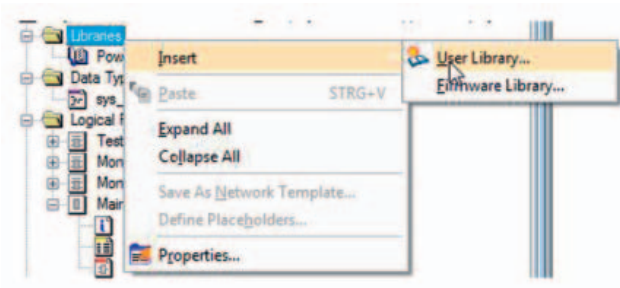 Libraries
Insert
User Library...
Pow
Firmware Library...
Data Typ
Paste STRG+V
sys_
Logical
Expand All
Test
Collapse All
Mon
Mon
Save As Network Template...
Main
Define Placeholders...
Properties...